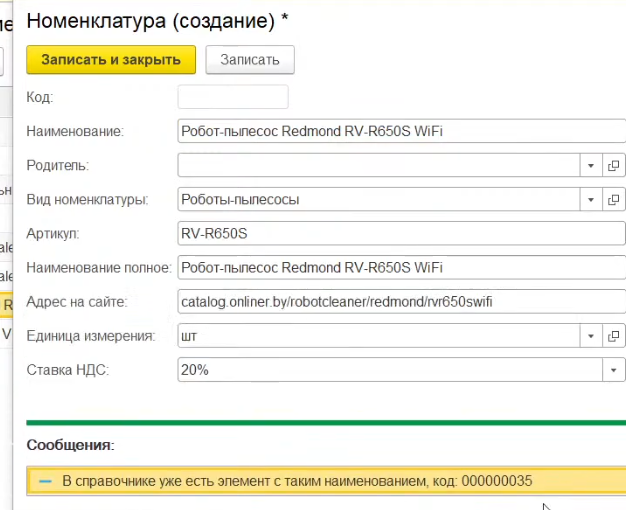 Номенклатура (создание) *
Записать и закрыть Записать
Код:
Наименование: Робот-пылесос Redmond RV-R650S WiFi
Родитель:
Вид номенклатуры: Роботы-пылесосы
Артикул: RV-R650S
Наименование полное: Робот-пылесос Redmond RV-R650S WiFi
Адрес на сайте: catalog.onliner.by/robotcleaner/redmond/rvr650swifi
Единица измерения: шт
Ставка НДС: 20%
Сообщения:
В справочнике уже есть элемент с таким наименованием, код: 000000035